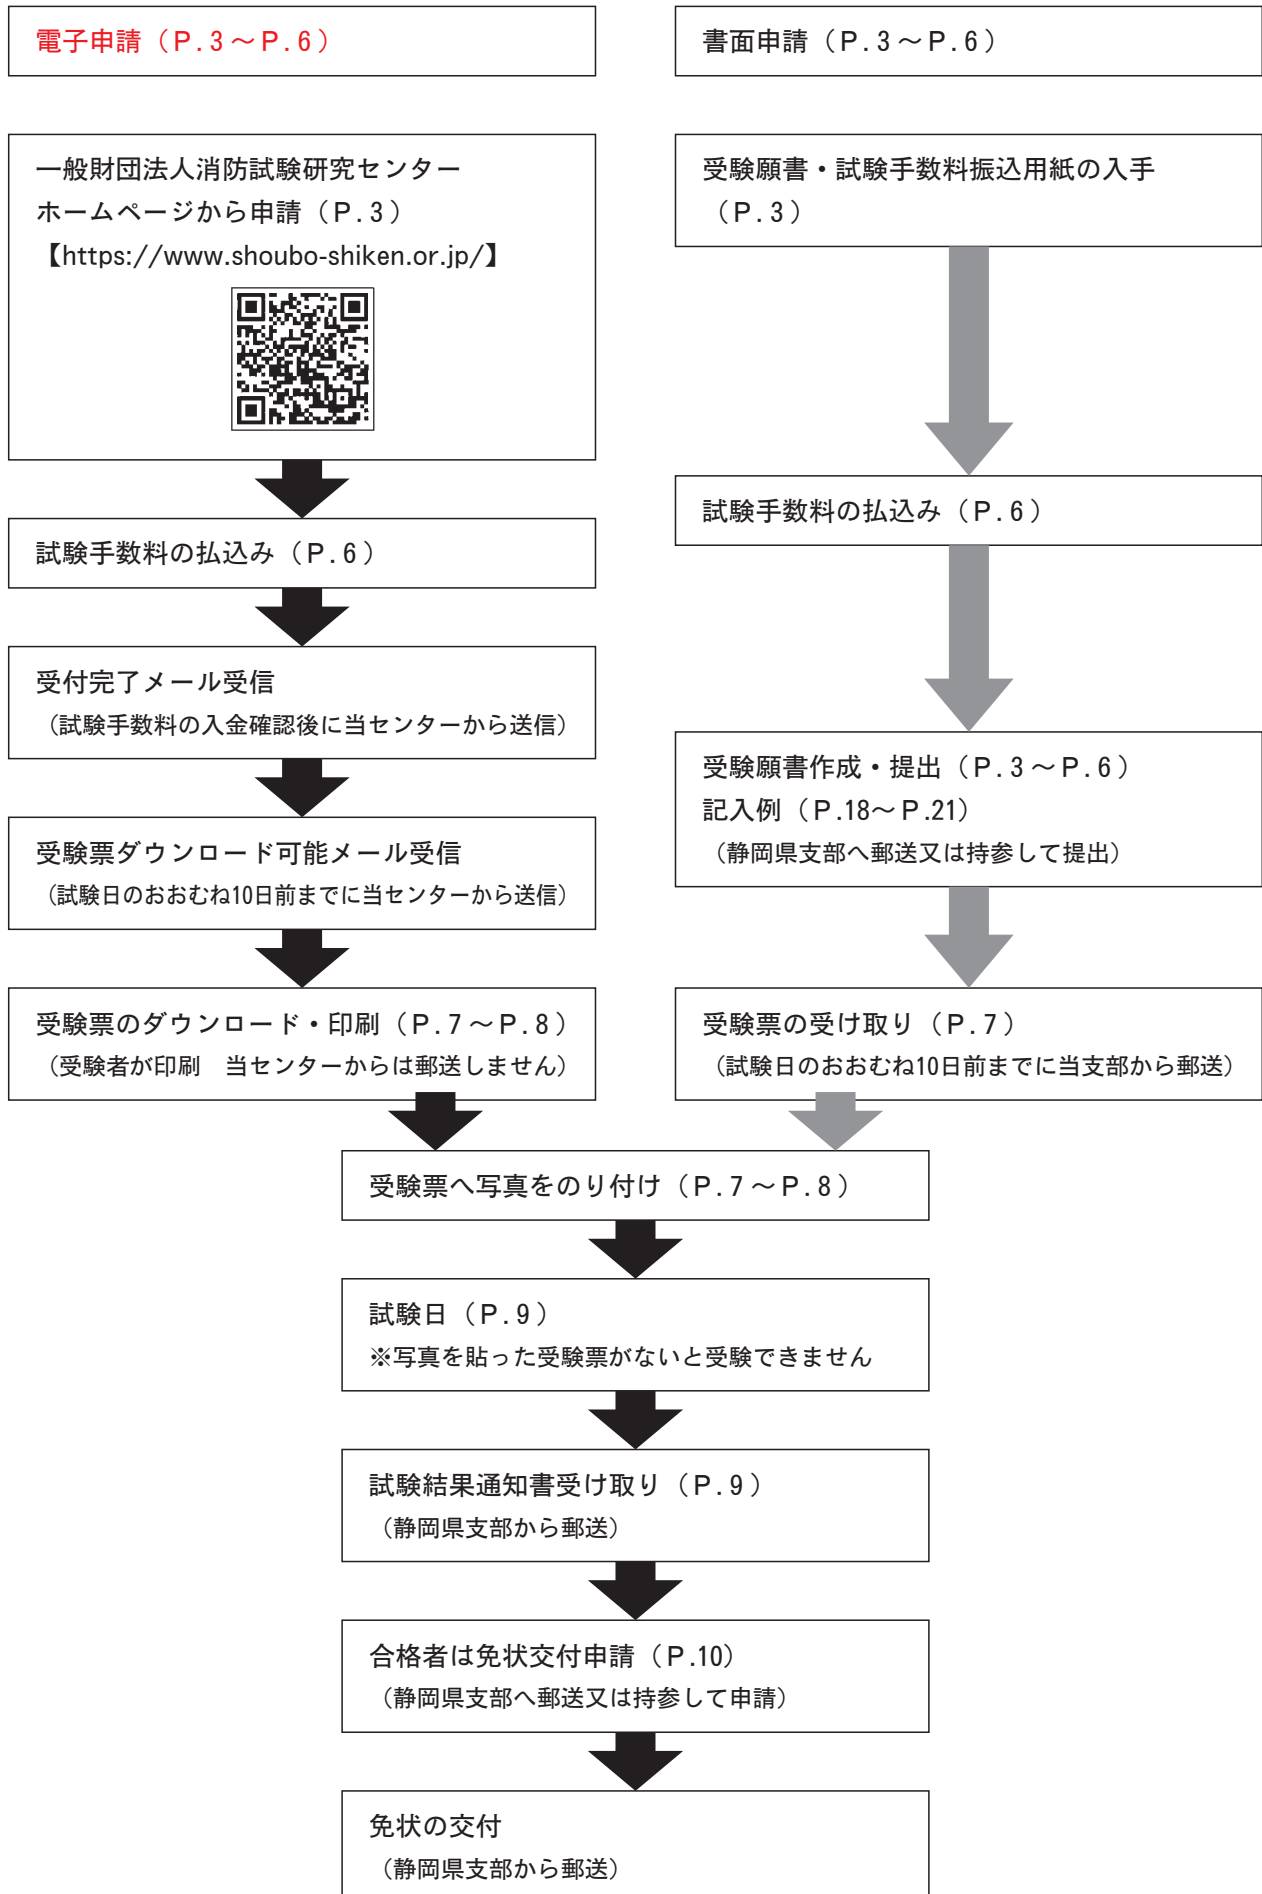 電子申請（P.3～P.6）
一般財団法人消防試験研究センター
ホームページから申請（P.3）
【https://www.shoubo-shiken.or.jp/】
試験手数料の払込み（P.6）
受付完了メール受信
（試験手数料の入金確認後に当センターから送信）
受験票ダウンロード可能メール受信
（試験日のおおむね10日前までに当センターから送信）
受験票のダウンロード・印刷（P.7～P.8）
（受験者が印刷　当センターからは郵送しません）
書面申請（P.3～P.6）
受験願書・試験手数料振込用紙の入手
（P.3）
試験手数料の払込み（P.6）
受験願書作成・提出（P.3～P.6）
記入例（P.18～P.21）
（静岡県支部へ郵送又は持参して提出）
受験票の受け取り（P.7）
（試験日のおおむね10日前までに当支部から郵送）
受験票へ写真をのり付け（P.7～P.8）
試験日（P.9）
※写真を貼った受験票がないと受験できません
試験結果通知書受け取り（P.9）
（静岡県支部から郵送）
合格者は免状交付申請（P.10）
（静岡県支部へ郵送又は持参して申請）
免状の交付
（静岡県支部から郵送）